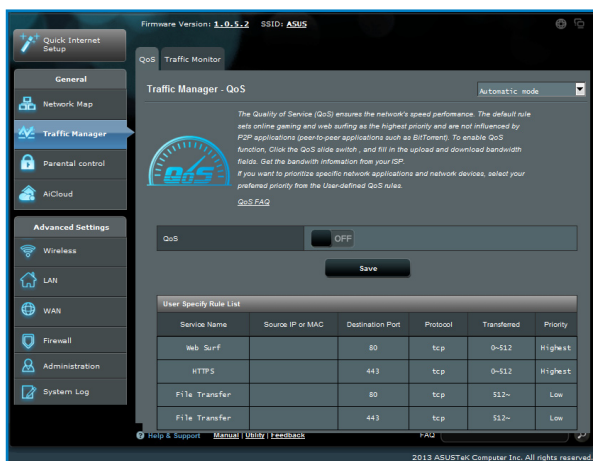 Firmware Version: 1.0.5.2 SSID: ASUS
Quick Internet
Setup
QoS Traffic Monitor
General
Network Map
Traffic Manager
Parental control
AiCloud
Advanced Settings
Wireless
LAN
WAN
Firewall
Administration
System Log
Traffic Manager - QoS
Automatic mode
The Quality of Service (QoS) ensures the network's speed perfomance. The default rule
sets online gaming and web surfing as the highest priority and are not influenced by
P2P applications (peer-to-peer applications such as BitTorrent). To enable QoS
function, Click the QoS slide switch , and fill in the upload and download bandwidth
fields. Get the bandwith information from your ISP.
If you want to prioritize specific network applications and network devices, select your
preferred priority from the User-defined QoS rules.
QoS FAQ
QoS
QoS OFF
Save
User Specify Rule List
Service Name Source IP or MAC Destination Port Protocol Transferred Priority
Web Surf 80 tcp 0~512 Highest
HTTPS 443 tcp 0~512 Highest
File Transfer 80 tcp 512~ Low
File Transfer 443 tcp 512~ Low
Help & Support Manual | Utility | Feedback FAQ
2013 ASUSTeK Computer Inc. All rights reserved.